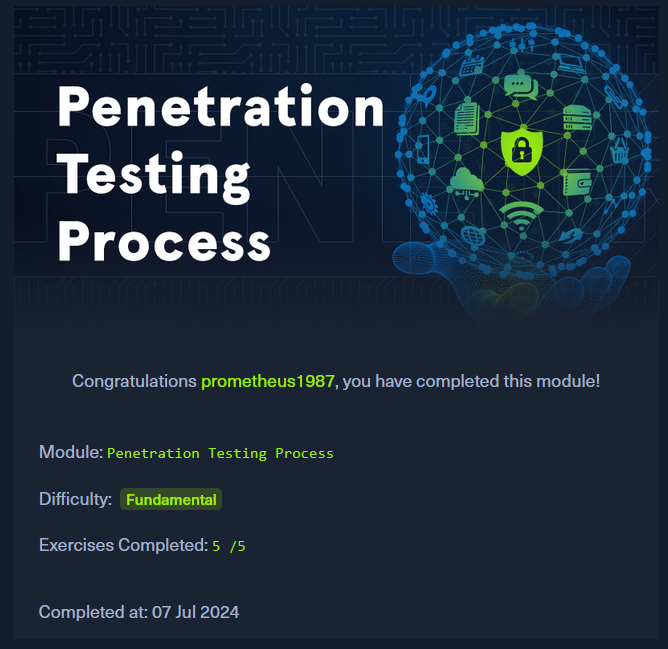 Penetration
Testing
Process
Congratulations prometheus1987, you have completed this module!
Module: Penetration Testing Process
Difficulty: Fundamental
Exercises Completed: 5 /5
Completed at: 07 Jul 2024